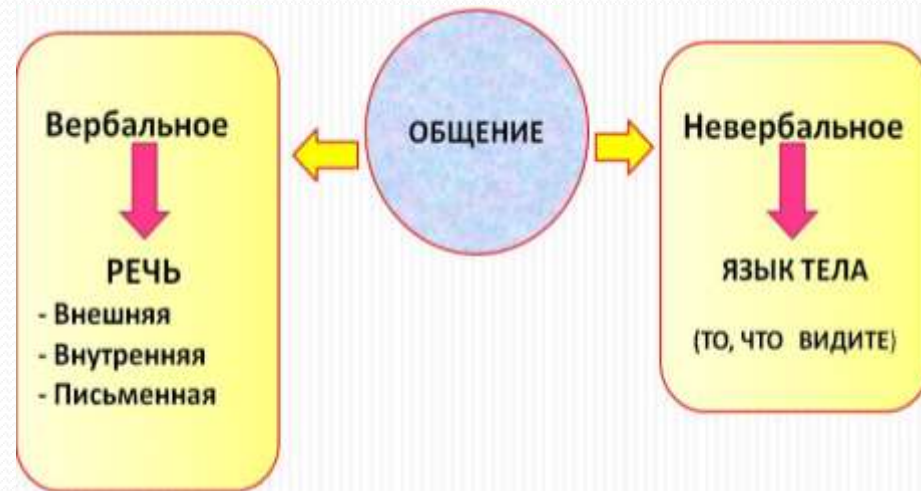 ОБЩЕНИЕ
Вербальное
РЕЧЬ
- Внешняя
- Внутренняя
- Письменная
Невербальное
ЯЗЫК ТЕЛА
(ТО, ЧТО ВИДИТЕ)